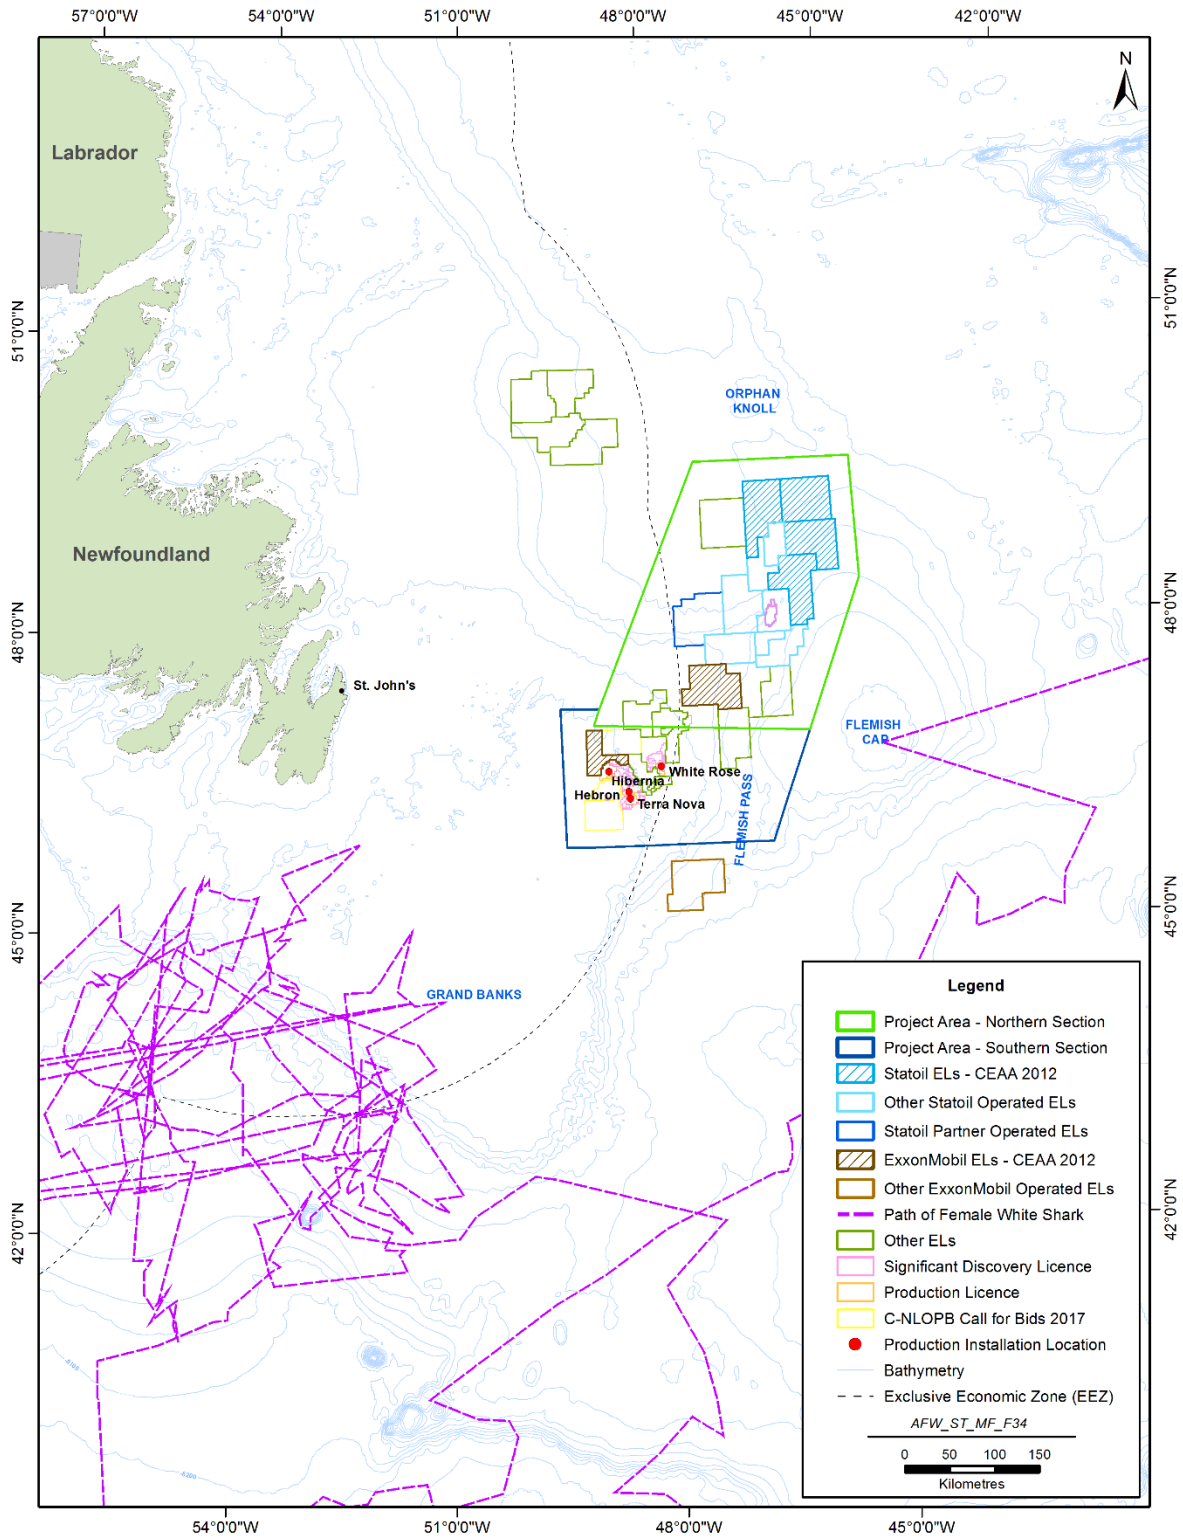 57°0'0"W
54°0'0"W
51°0'0"W
48°0'0"W
45°0'0"W
42°0'0"W
N
Labrador
51°0'0"N
51°0'0"N
ORPHAN
KNOLL
Newfoundland
48°0'0"N
48°0'0"N
St. John's
FLEMISH
CAP
White Rose
Hibernia
Hebron
Terra Nova
FLEMISH PASS
45°0'0"N
45°0'0"N
GRAND BANKS
42°0'0"N
42°0'0"N
Legend
Project Area - Northern Section
Project Area - Southern Section
Statoil ELs - CEAA 2012
Other Statoil Operated ELs
Statoil Partner Operated ELs
ExxonMobil ELs - CEAA 2012
Other ExxonMobil Operated ELs
Path of Female White Shark
Other ELs
Significant Discovery Licence
Production Licence
C-NLOPB Call for Bids 2017
Production Installation Location
Bathymetry
Exclusive Economic Zone (EEZ)
AFW_ST_MF_F34
0 50 100 150
Kilometres
54°0'0"W
51°0'0"W
48°0'0"W
45°0'0"W